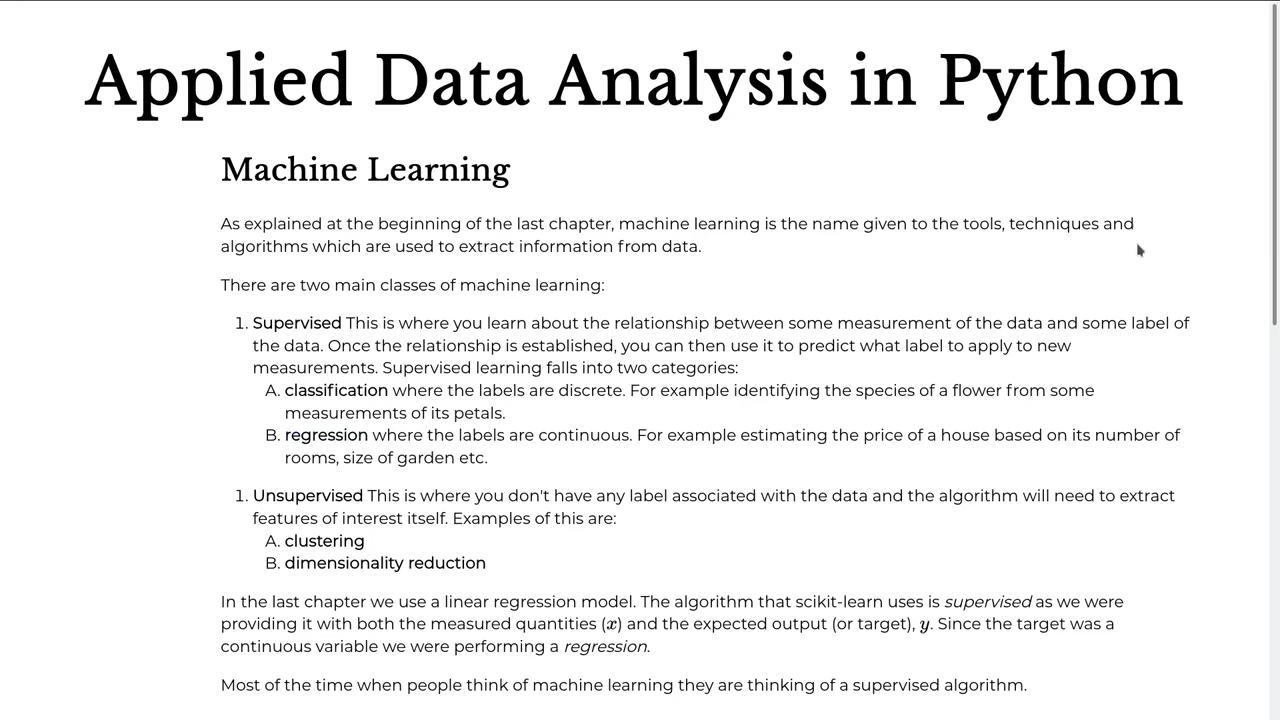 Applied Data Analysis in Python
Machine Learning
As explained at the beginning of the last chapter, machine learning is the name given to the tools, techniques and
algorithms which are used to extract information from data.
There are two main classes of machine learning:
1. Supervised This is where you learn about the relationship between some measurement of the data and some label of
the data. Once the relationship is established, you can then use it to predict what label to apply to new
measurements. Supervised learning falls into two categories:
A. classification where the labels are discrete. For example identifying the species of a flower from some
measurements of its petals.
B. regression where the labels are continuous. For example estimating the price of a house based on its number of
rooms, size of garden etc.
1. Unsupervised This is where you don't have any label associated with the data and the algorithm will need to extract
features of interest itself. Examples of this are:
A. clustering
B. dimensionality reduction
In the last chapter we use a linear regression model. The algorithm that scikit-learn uses is supervised as we were
providing it with both the measured quantities (x) and the expected output (or target), y. Since the target was a
continuous variable we were performing a regression.
Most of the time when people think of machine learning they are thinking of a supervised algorithm.